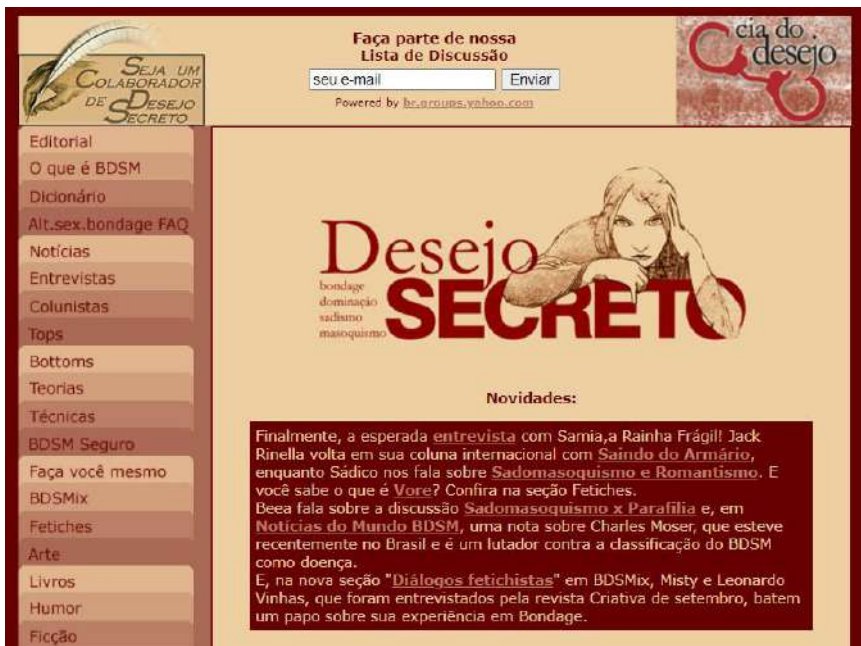 SEJA UM
COLABORADOR
DE DESEJO
SECRETO
Faça parte de nossa
Lista de Discussão
seu e-mail
Enviar
Powered by br.groups.yahoo.com
cia do
desejo
Editorial
O que é BDSM
Dicionário
Alt.sex.bondage FAQ
Notícias
Entrevistas
Colunistas
Tops
Bottoms
Teorias
Técnicas
BDSM Seguro
Faça você mesmo
BDSMix
Fetiches
Arte
Livros
Humor
Ficção
Desejo
bondage
dominação
sadismo
masoquismo
SECRETO
Novidades:
Finalmente, a esperada entrevista com Samia,a Rainha Frágil! Jack
Rinella volta em sua coluna internacional com Saindo do Armário,
enquanto Sádico nos fala sobre Sadomasoquismo e Romantismo. E
você sabe o que é Vore? Confira na seção Fetiches.
Beea fala sobre a discussão Sadomasoquismo x Parafilia e, em
Notícias do Mundo BDSM, uma nota sobre Charles Moser, que esteve
recentemente no Brasil e é um lutador contra a classificação do BDSM
como doença.
E, na nova seção "Diálogos fetichistas" em BDSMix, Misty e Leonardo
Vinhas, que foram entrevistados pela revista Criativa de setembro, batem
um papo sobre sua experiência em Bondage.